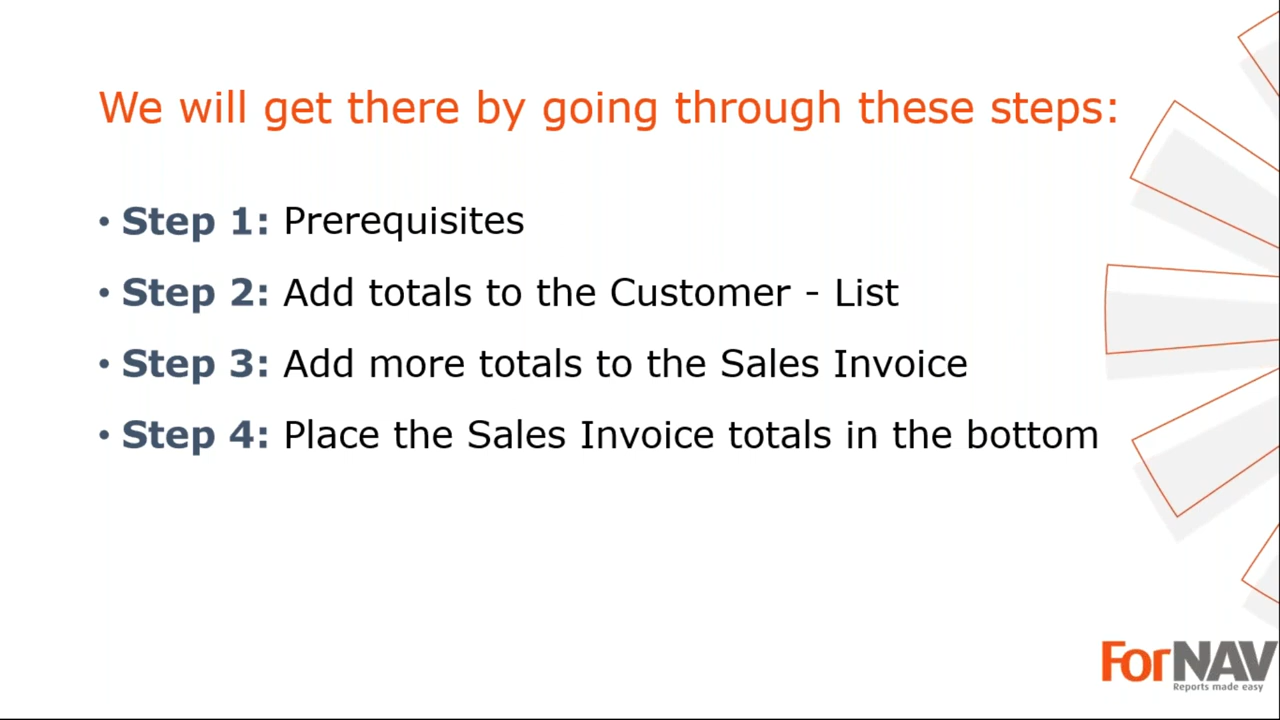 We will get there by going through these steps:
• Step 1: Prerequisites
• Step 2: Add totals to the Customer - List
• Step 3: Add more totals to the Sales Invoice
• Step 4: Place the Sales Invoice totals in the bottom
ForNAV
Reports made easy